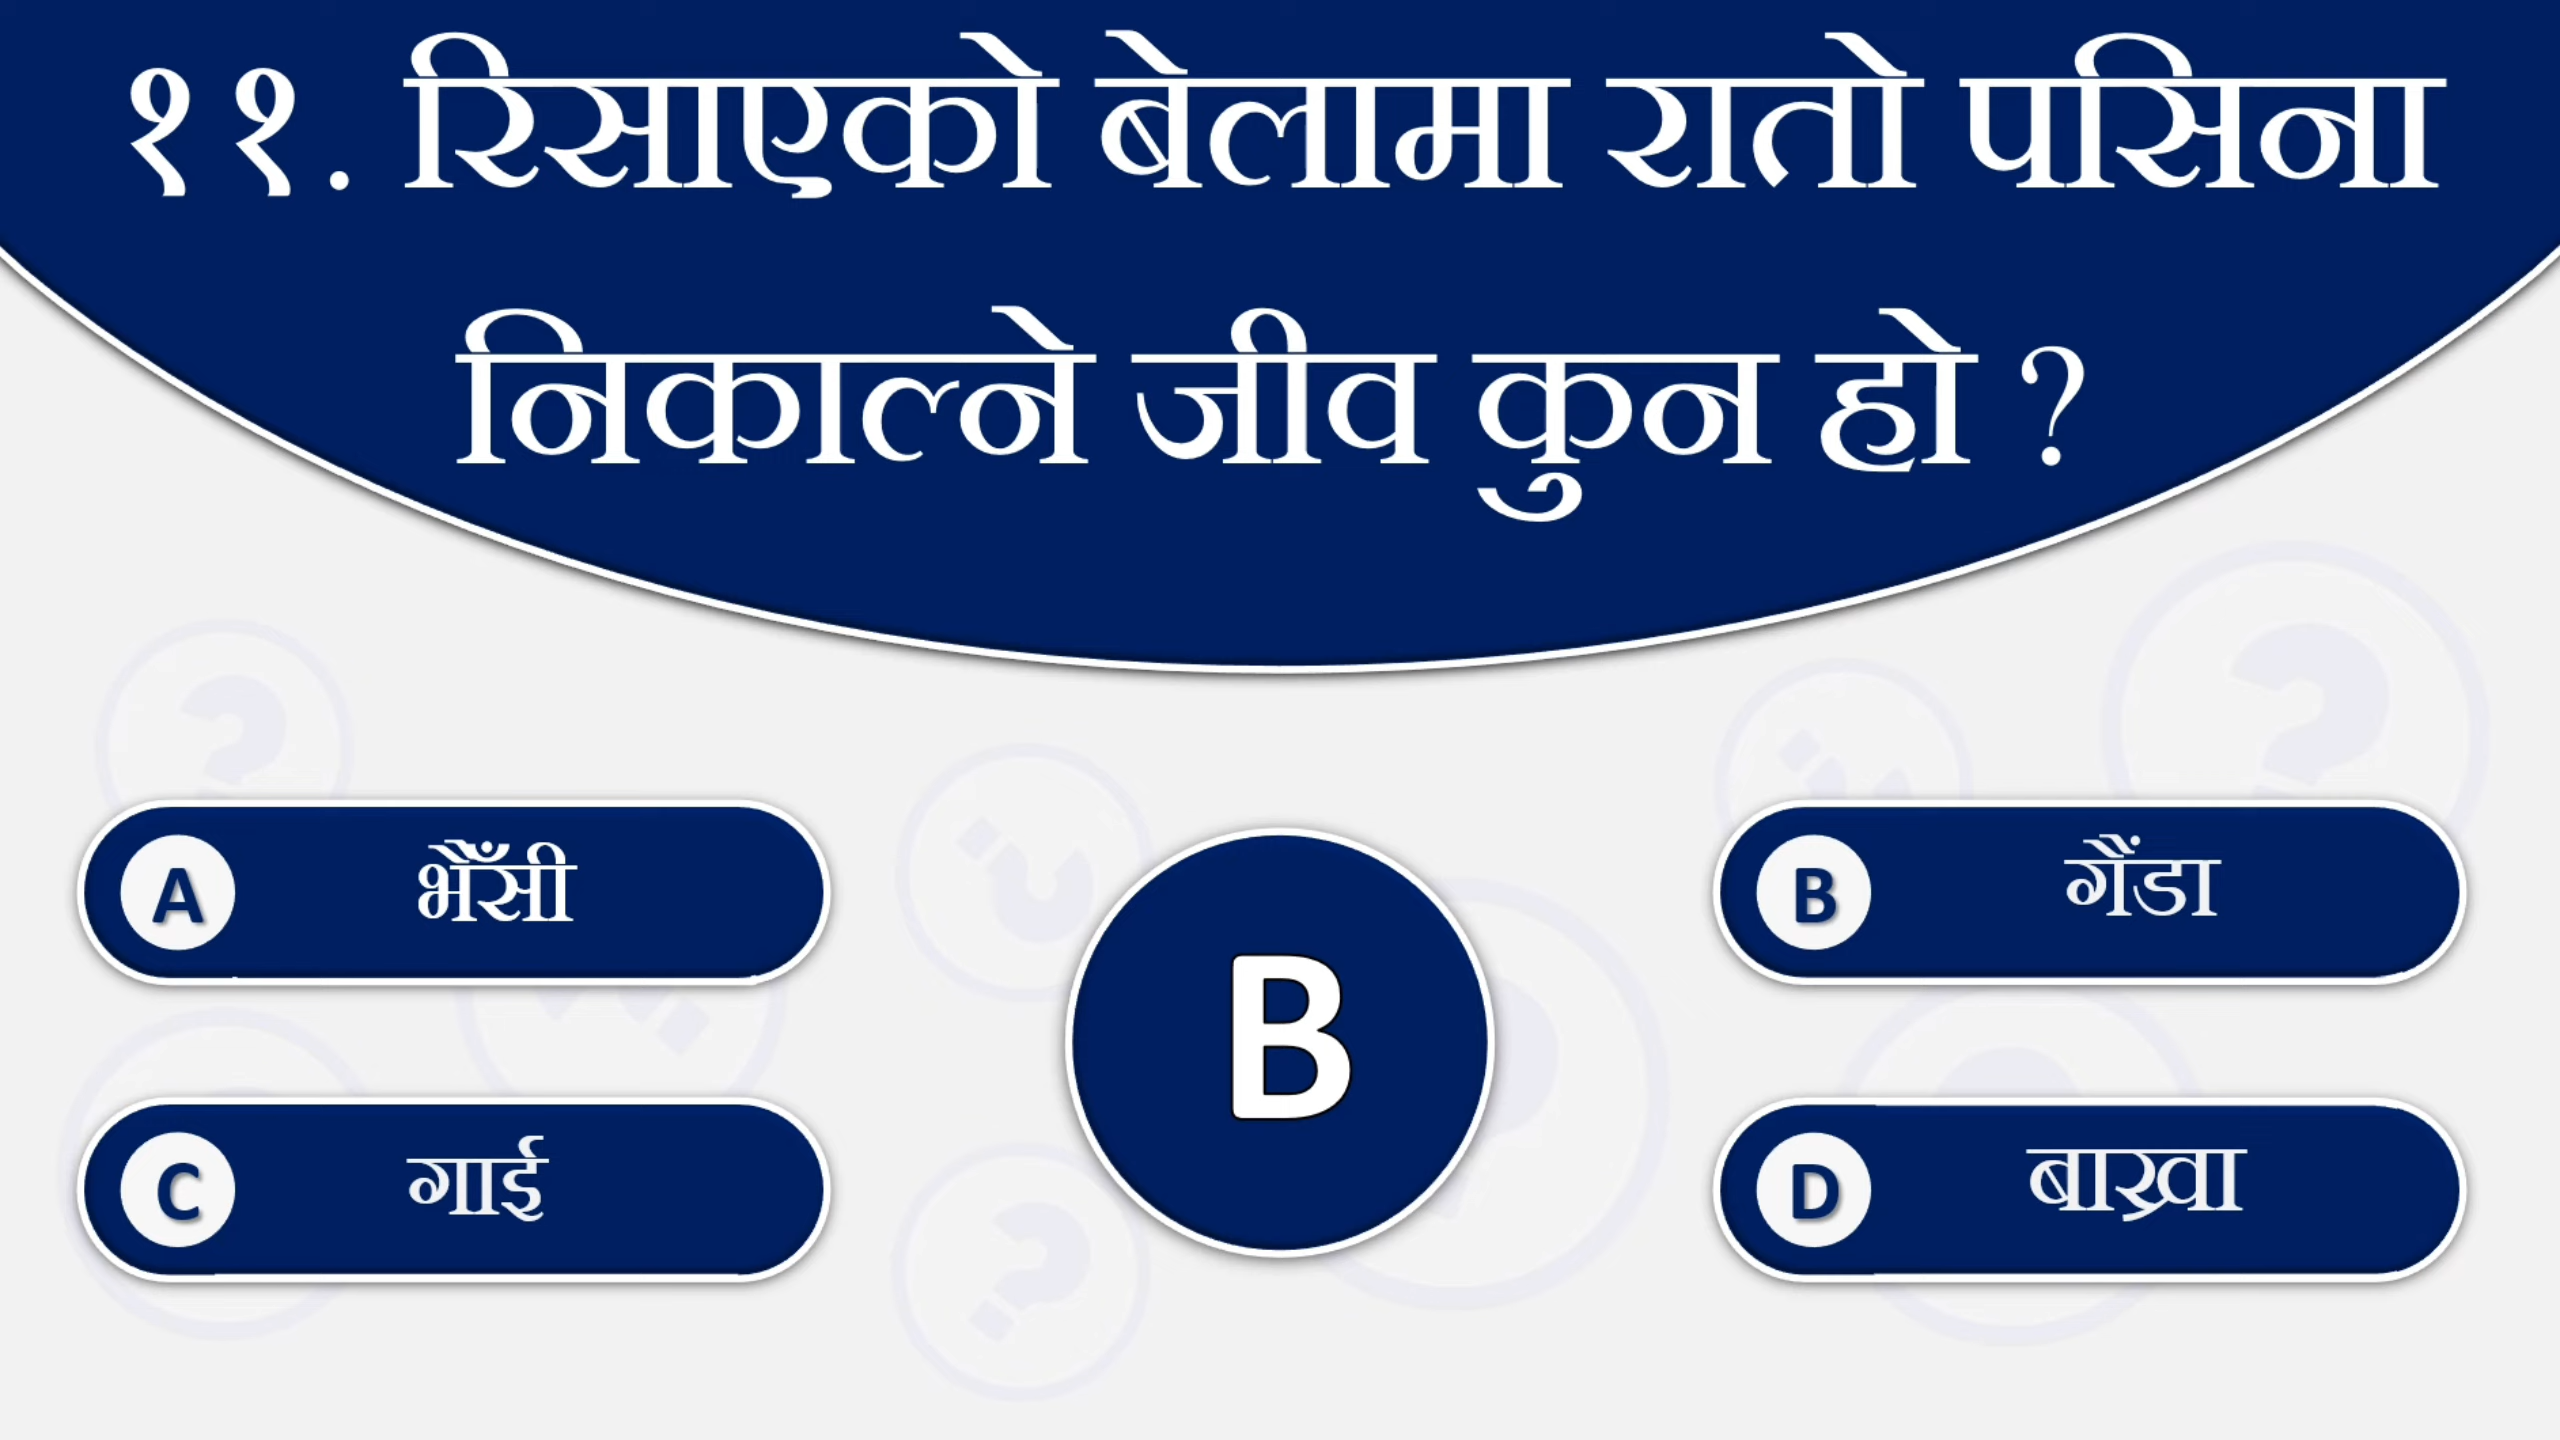 ११. रिसाएको बेलामा रातो पसिना
निकाल्ने जीव कुन हो ?
A भैँसी
B गैंडा
B
C गाई
D बाख्रा